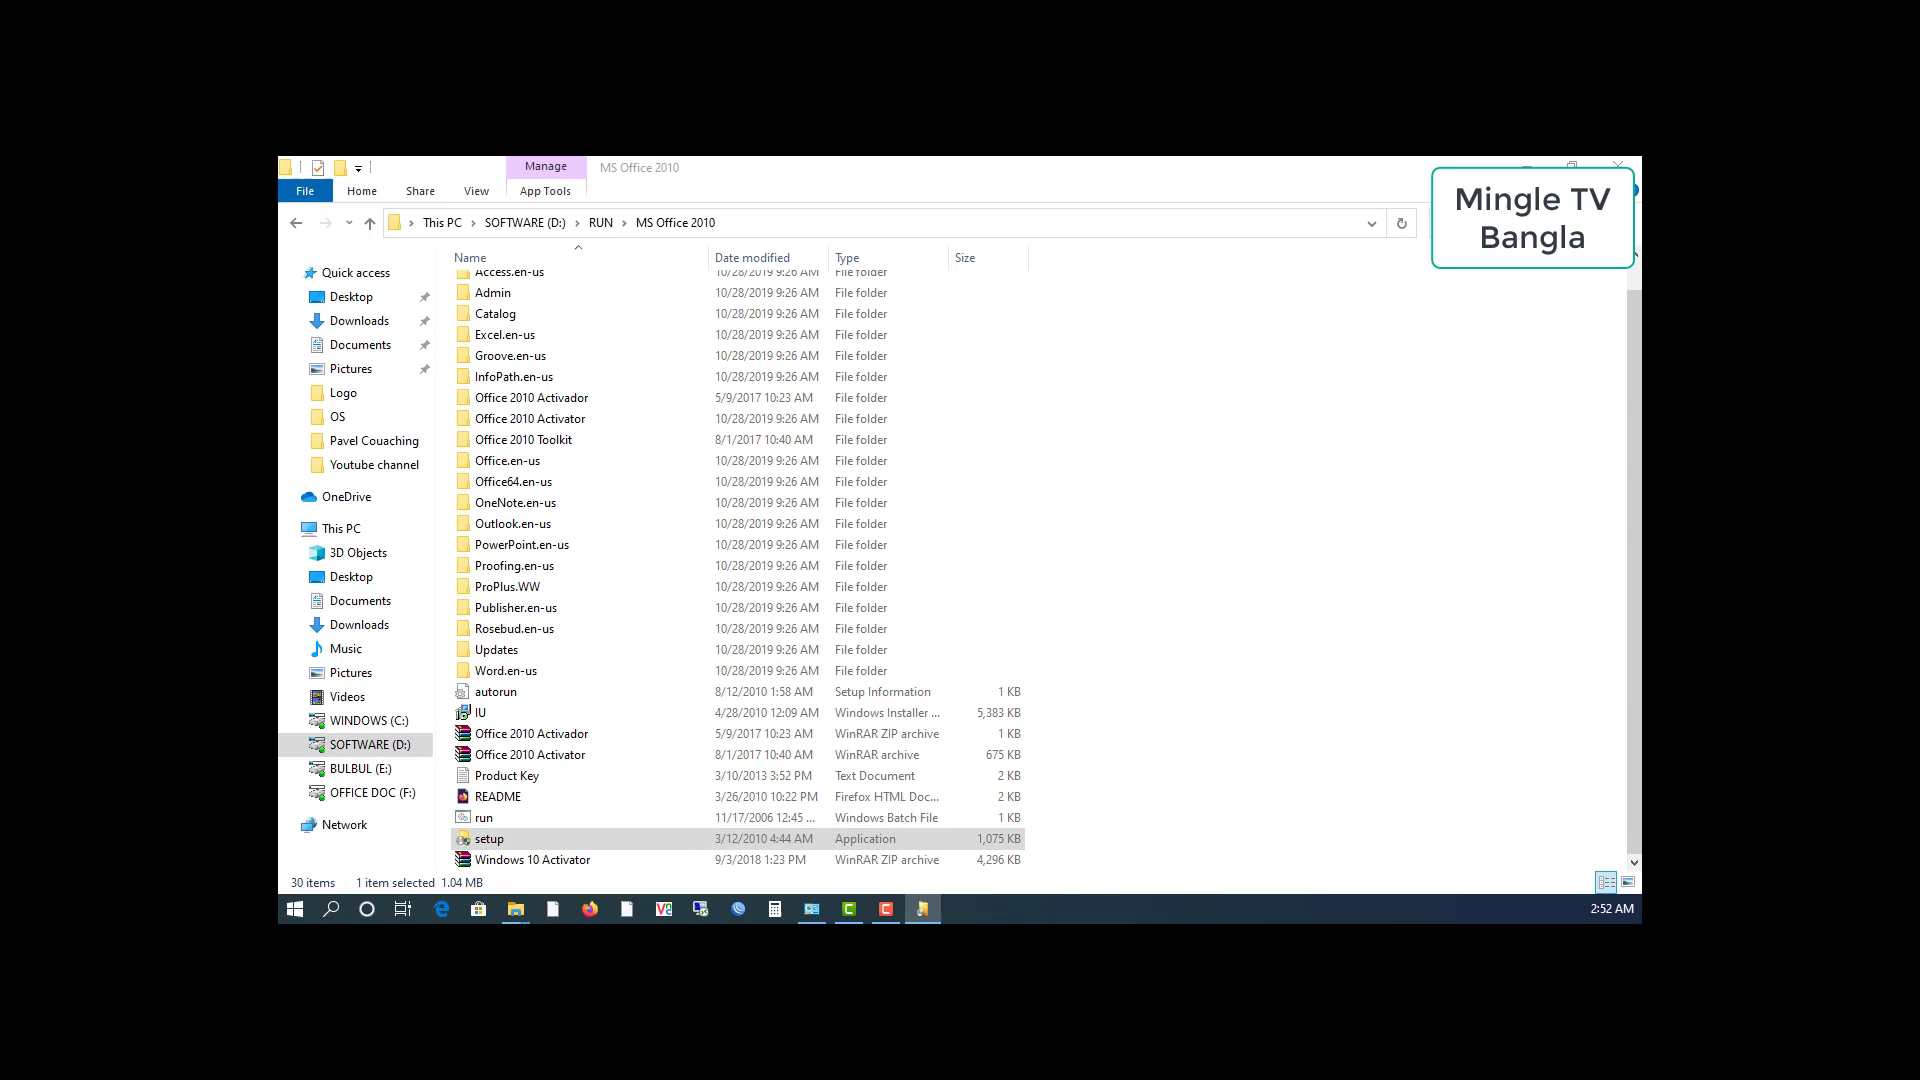 Manage
MS Office 2010
File
Home
Share
View
App Tools
Mingle TV
Bangla
This PC
SOFTWARE (D:)
RUN
MS Office 2010
Name
Date modified
Type
Size
Quick access
Desktop
Downloads
Documents
Pictures
Logo
OS
Pavel Couaching
Youtube channel
OneDrive
This PC
3D Objects
Desktop
Documents
Downloads
Music
Pictures
Videos
WINDOWS (C:)
SOFTWARE (D:)
BULBUL (E:)
OFFICE DOC (F:)
Network
Access.en-us 10/28/2019 9:26 AM File folder
Admin 10/28/2019 9:26 AM File folder
Catalog 10/28/2019 9:26 AM File folder
Excel.en-us 10/28/2019 9:26 AM File folder
Groove.en-us 10/28/2019 9:26 AM File folder
InfoPath.en-us 10/28/2019 9:26 AM File folder
Office 2010 Activador 5/9/2017 10:23 AM File folder
Office 2010 Activator 10/28/2019 9:26 AM File folder
Office 2010 Toolkit 8/1/2017 10:40 AM File folder
Office.en-us 10/28/2019 9:26 AM File folder
Office64.en-us 10/28/2019 9:26 AM File folder
OneNote.en-us 10/28/2019 9:26 AM File folder
Outlook.en-us 10/28/2019 9:26 AM File folder
PowerPoint.en-us 10/28/2019 9:26 AM File folder
Proofing.en-us 10/28/2019 9:26 AM File folder
ProPlus.WW 10/28/2019 9:26 AM File folder
Publisher.en-us 10/28/2019 9:26 AM File folder
Rosebud.en-us 10/28/2019 9:26 AM File folder
Updates 10/28/2019 9:26 AM File folder
Word.en-us 10/28/2019 9:26 AM File folder
autorun 8/12/2010 1:58 AM Setup Information 1 KB
IU 4/28/2010 12:09 AM Windows Installer ... 5,383 KB
Office 2010 Activador 5/9/2017 10:23 AM WinRAR ZIP archive 1 KB
Office 2010 Activator 8/1/2017 10:40 AM WinRAR archive 675 KB
Product Key 3/10/2013 3:52 PM Text Document 2 KB
README 3/26/2010 10:22 PM Firefox HTML Doc... 2 KB
run 11/17/2006 12:45 ... Windows Batch File 1 KB
setup 3/12/2010 4:44 AM Application 1,075 KB
Windows 10 Activator 9/3/2018 1:23 PM WinRAR ZIP archive 4,296 KB
30 items 1 item selected 1.04 MB
2:52 AM